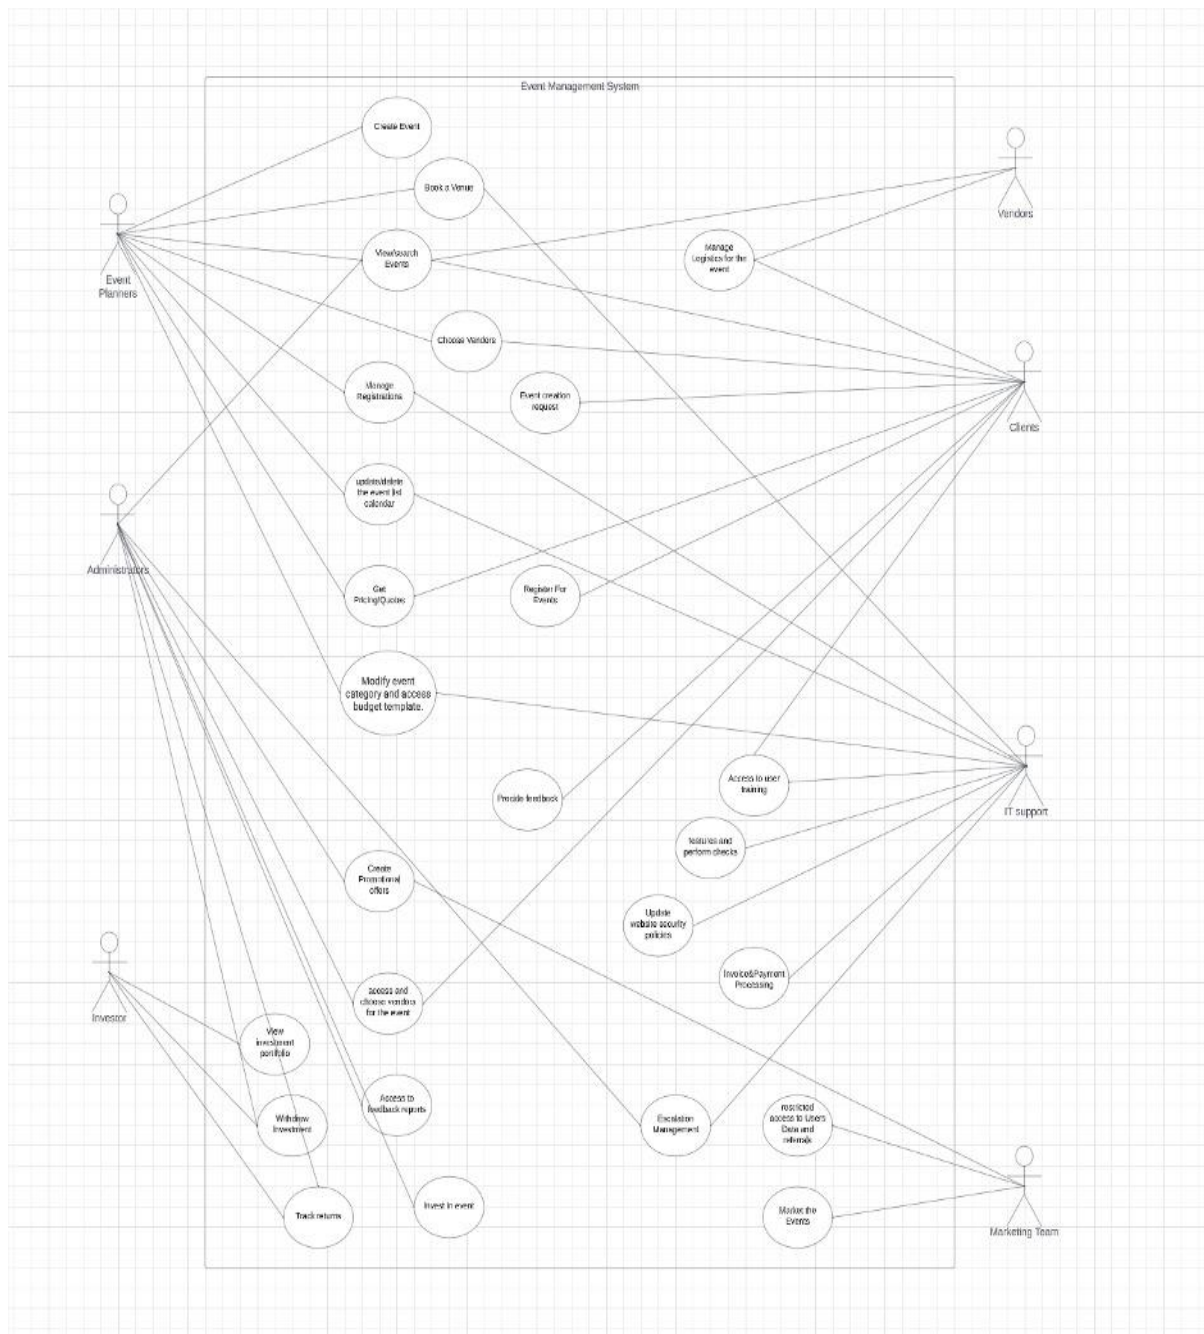 Event Management System
Create Event
Book a Venue
Vendors
View/search
Events
Manage
Logistics for the
event
Event
Planners
Choose Vendors
Manage
Registrations
Event creation
request
Clients
update/delete
the event list
calendar
Administrators
Get
Pricing/Quotes
Register For
Events
Modify event
category and access
budget template.
Provide feedback
Access to user
training
IT support
features and
perform checks
Create
Promotional
offers
Update
website security
policies
Invoice&Payment
Processing
access and
choose vendors
for the event
Investor
View
investment
portfolio
Access to
feedback reports
Withdraw
Investment
Escalation
Management
restricted
access to Users
Data and
referrals
Invest In event
Track returns
Market the
Events
Marketing Team